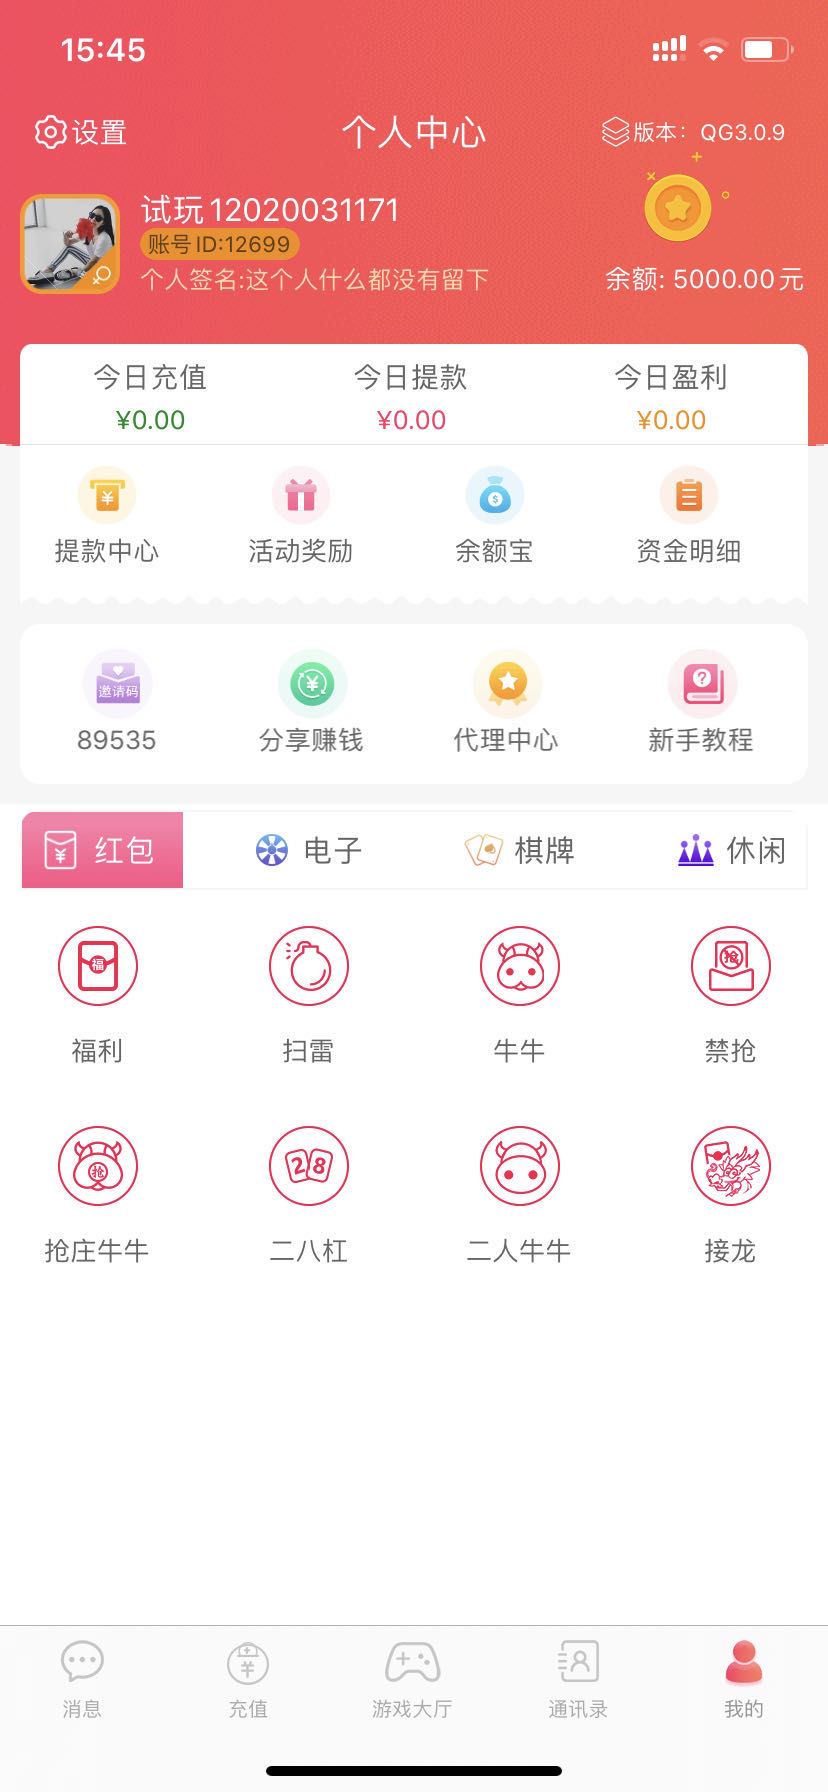 15:45
设置
个人中心
版本：QG3.0.9
试玩12020031171
账号ID:12699
个人签名:这个人什么都没有留下
余额: 5000.00元
今日充值 今日提款 今日盈利
¥0.00 ¥0.00 ¥0.00
提款中心 活动奖励 余额宝 资金明细
邀请码
89535 分享赚钱 代理中心 新手教程
红包 电子 棋牌 休闲
福 抢
福利 扫雷 牛牛 禁抢
抢 28
抢庄牛牛 二八杠 二人牛牛 接龙
消息 充值 游戏大厅 通讯录 我的